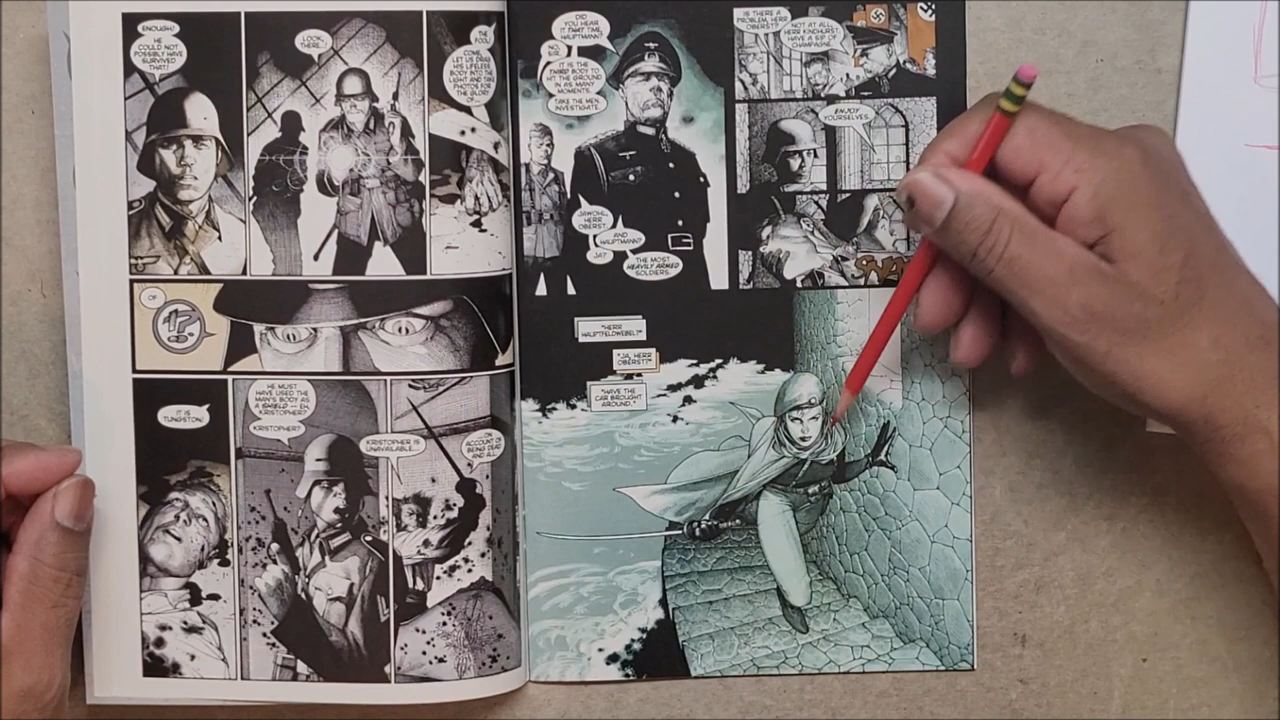 ENOUGH!
HE
COULD NOT
POSSIBLY HAVE
SURVIVED
THAT!
LOOK,
THERE..!
THE
FOOL!
COME,
LET US DRAG
HIS LIFELESS
BODY INTO THE
LIGHT AND TAKE
PHOTOS FOR
THE GLORY
OF...
OF
!?
IT IS
TUNGSTON!
HE MUST
HAVE USED THE
MAN'S BODY AS
A SHIELD -- EH,
KRISTOPHER?
KRISTOPHER?
KRISTOPHER IS
UNAVAILABLE...
...ON
ACCOUNT OF
BEING DEAD
AND ALL.
DID
YOU HEAR
IT THAT TIME,
HAUPTMANN?
NO,
SIR.
IT IS THE
THIRD BODY TO
HIT THE GROUND
IN AS MANY
MOMENTS.
TAKE THE MEN.
INVESTIGATE.
JAWOHL,
HERR
OBERST.
AND
HAUPTMANN?
JA?
THE MOST
HEAVILY ARMED
SOLDIERS.
IS THERE A
PROBLEM, HERR
OBERST?
NOT AT ALL,
HERR KINDHURST.
HAVE A SIP OF
CHAMPAGNE.
ENJOY
YOURSELVES.
"HERR
HAUPTFELDWEBEL?"
"JA, HERR
OBERST?"
"HAVE THE
CAR BROUGHT
AROUND."